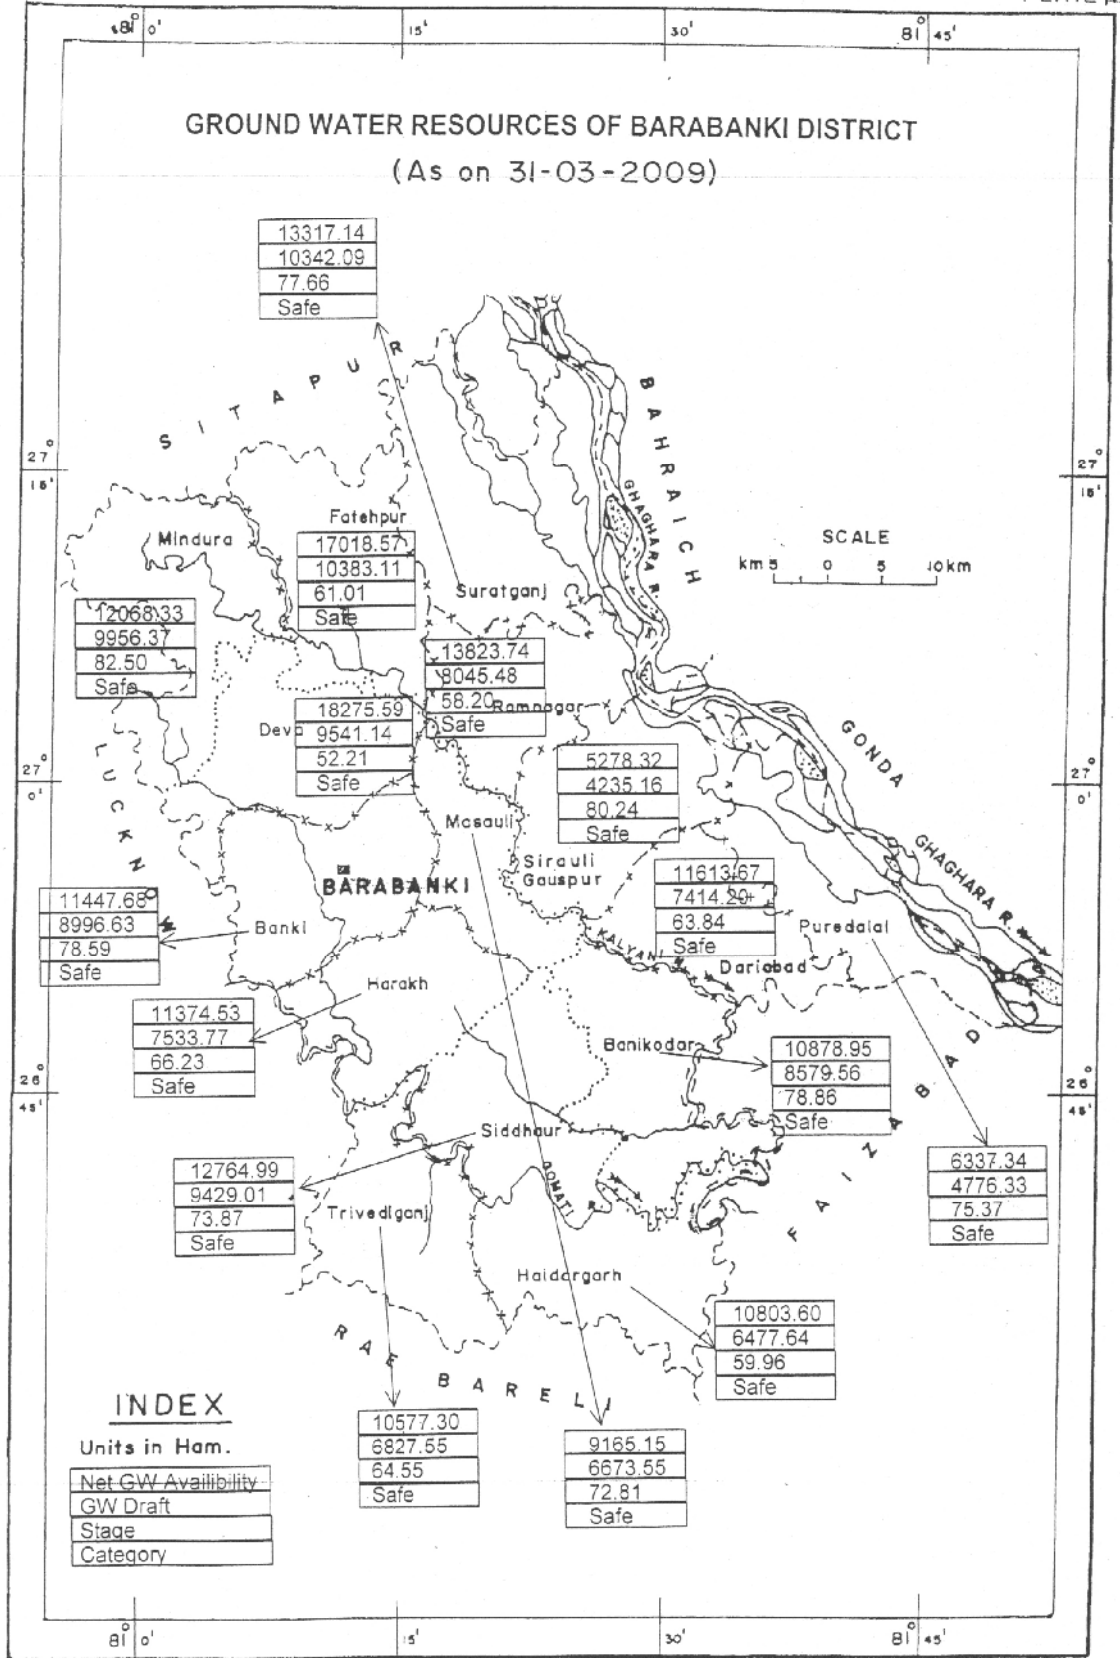 81° 0'
15'
30'
81° 45'
GROUND WATER RESOURCES OF BARABANKI DISTRICT
(As on 31-03-2009)
13317.14
10342.09
77.66
Safe
SITAPUR
BAHRAICH
27° 15'
27° 15'
GHAGHARA R.
Mindura
Fatehpur
17018.57
10383.11
61.01
Safe
SCALE
km 5 0 5 10km
Suratganj
12068.33
9956.37
82.50
Safe
13823.74
8045.48
58.20
Safe
Ramnagar
Deva
18275.59
9541.14
52.21
Safe
GONDA
LUCKNOW
27° 0'
27° 0'
5278.32
4235.16
80.24
Safe
Masauli
Sirauli
Gauspur
GHAGHARA R.
BARABANKI
11613.67
7414.20
63.84
Safe
11447.68
8996.63
78.59
Safe
Banki
KALYANI
Puredalal
Dariabad
Harakh
11374.53
7533.77
66.23
Safe
Banikodar
10878.95
8579.56
78.86
Safe
26° 45'
26° 45'
FAIZABAD
Siddhaur
12764.99
9429.01
73.87
Safe
GOMATI
6337.34
4776.33
75.37
Safe
Trivediganj
Haidargarh
10803.60
6477.64
59.96
Safe
RAE BARELI
10577.30
6827.55
64.55
Safe
9165.15
6673.55
72.81
Safe
INDEX
Units in Ham.
Net GW Availibility
GW Draft
Stage
Category
81° 0'
15'
30'
81° 45'